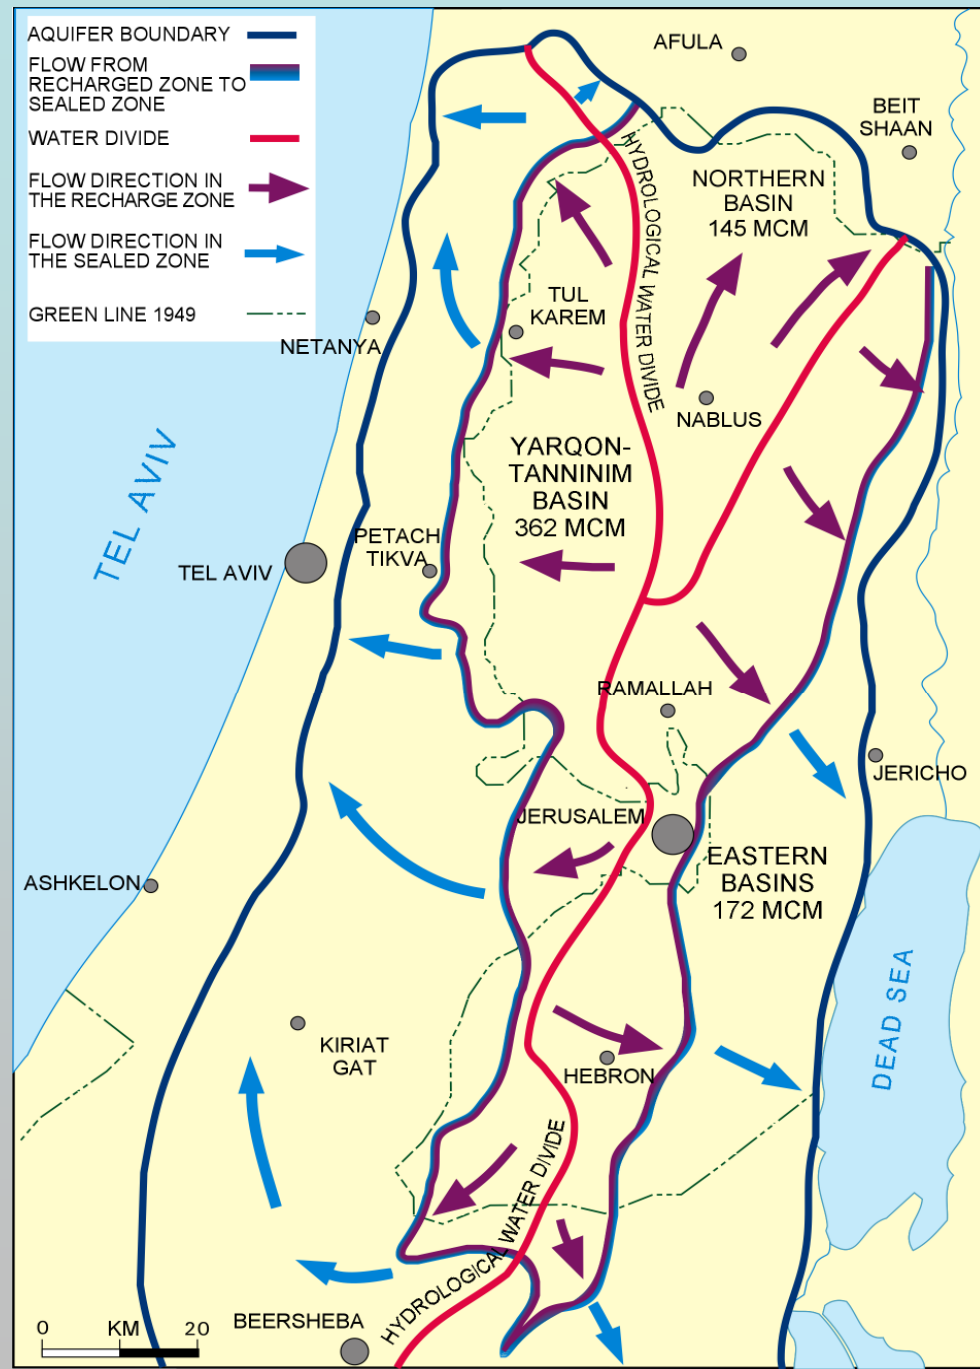 AQUIFER BOUNDARY
FLOW FROM
RECHARGED ZONE TO
SEALED ZONE
WATER DIVIDE
FLOW DIRECTION IN
THE RECHARGE ZONE
FLOW DIRECTION IN
THE SEALED ZONE
GREEN LINE 1949
AFULA
BEIT
SHAAN
NORTHERN
BASIN
145 MCM
HYDROLOGICAL WATER DIVIDE
TUL
KAREM
NETANYA
NABLUS
YARQON-
TANNINIM
BASIN
362 MCM
TEL AVIV
PETACH
TIKVA
TEL AVIV
RAMALLAH
JERICHO
JERUSALEM
EASTERN
BASINS
172 MCM
ASHKELON
DEAD SEA
KIRIAT
GAT
HEBRON
HYDROLOGICAL WATER DIVIDE
BEERSHEBA
0 KM 20